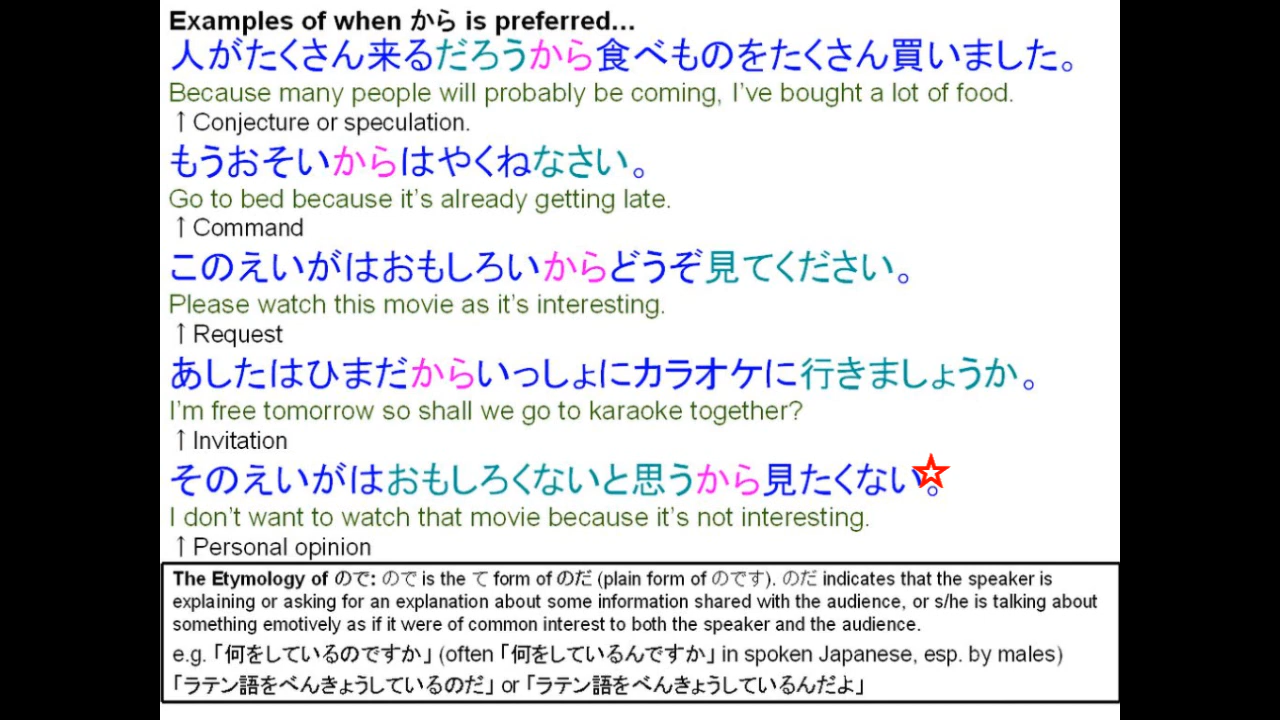 Examples of when から is preferred…
人がたくさん来るだろうから食べものをたくさん買いました。
Because many people will probably be coming, I've bought a lot of food.
↑Conjecture or speculation.
もうおそいからはやくねなさい。
Go to bed because it's already getting late.
↑Command
このえいがはおもしろいからどうぞ見てください。
Please watch this movie as it's interesting.
↑Request
あしたはひまだからいっしょにカラオケに行きましょうか。
I'm free tomorrow so shall we go to karaoke together?
↑Invitation
そのえいがはおもしろくないと思うから見たくない。
I don't want to watch that movie because it's not interesting.
↑Personal opinion
The Etymology of ので: ので is the て form of のだ (plain form of のです). のだ indicates that the speaker is
explaining or asking for an explanation about some information shared with the audience, or s/he is talking about
something emotively as if it were of common interest to both the speaker and the audience.
e.g. 「何をしているのですか」 (often 「何をしているんですか」 in spoken Japanese, esp. by males)
「ラテン語をべんきょうしているのだ」 or 「ラテン語をべんきょうしているんだよ」